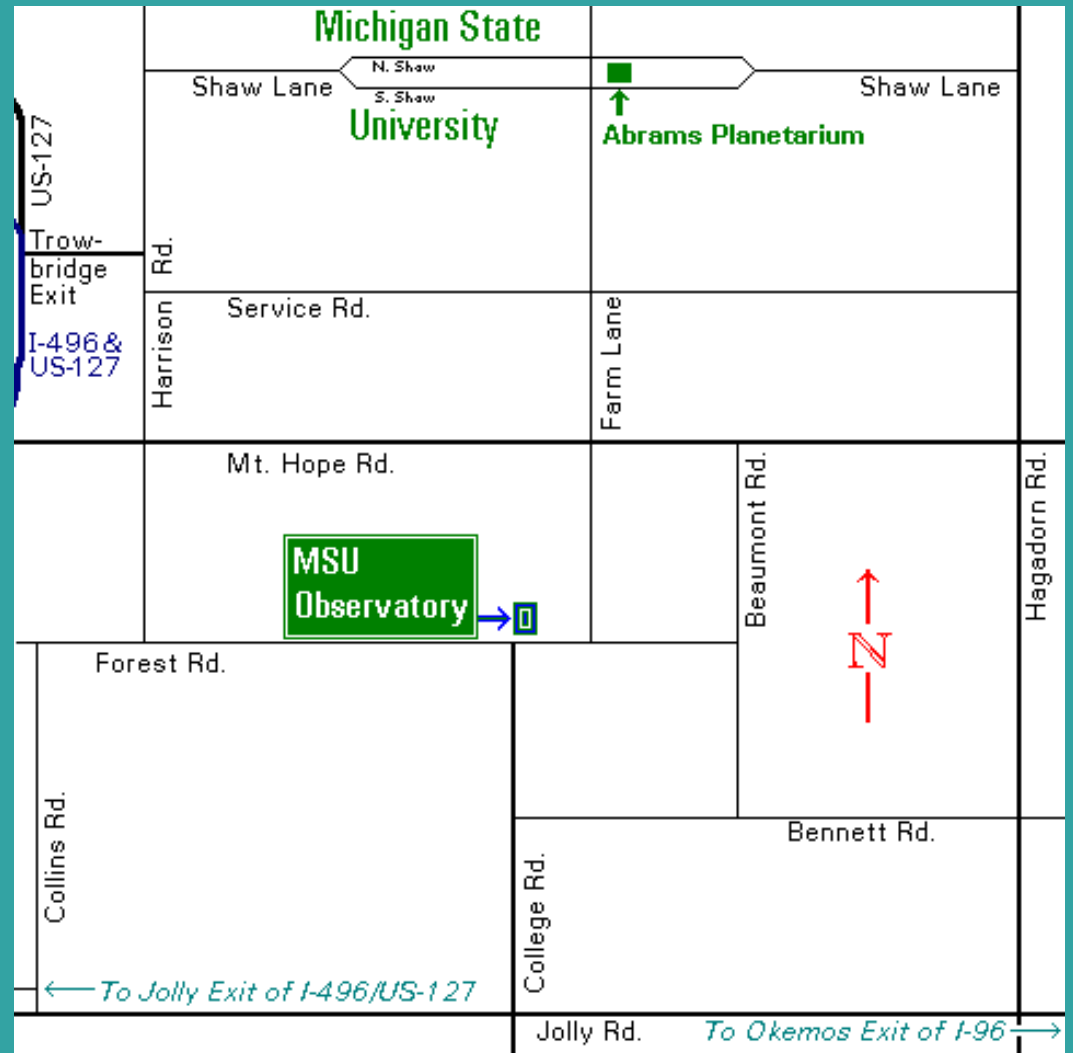 Michigan State
N. Shaw
Shaw Lane
S. Shaw
Shaw Lane
University
Abrams Planetarium
US-127
Trow-
bridge
Exit
I-496 &
US-127
Harrison Rd.
Service Rd.
Farm Lane
Mt. Hope Rd.
Beaumont Rd.
Hagadorn Rd.
MSU
Observatory
N
Forest Rd.
Collins Rd.
Bennett Rd.
College Rd.
To Jolly Exit of I-496/US-127
Jolly Rd.
To Okemos Exit of I-96